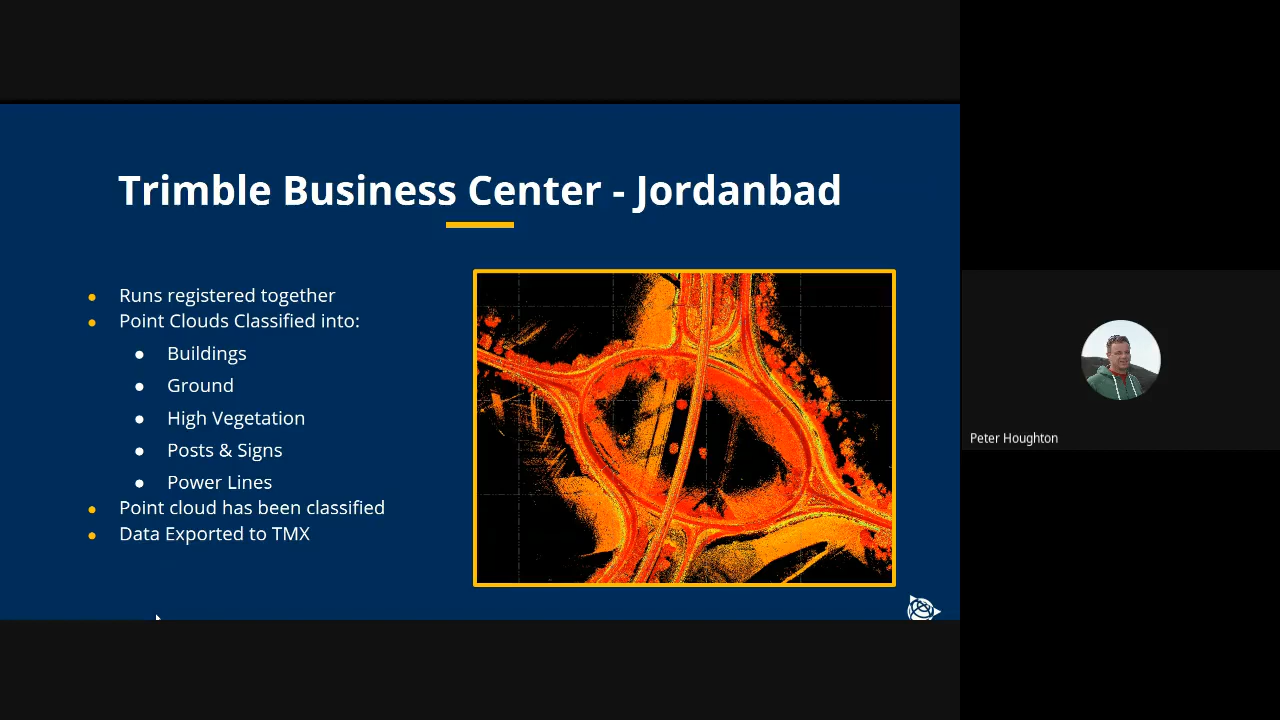 Trimble Business Center - Jordanbad
● Runs registered together
● Point Clouds Classified into:
● Buildings
● Ground
● High Vegetation
● Posts & Signs
● Power Lines
● Point cloud has been classified
● Data Exported to TMX
Peter Houghton